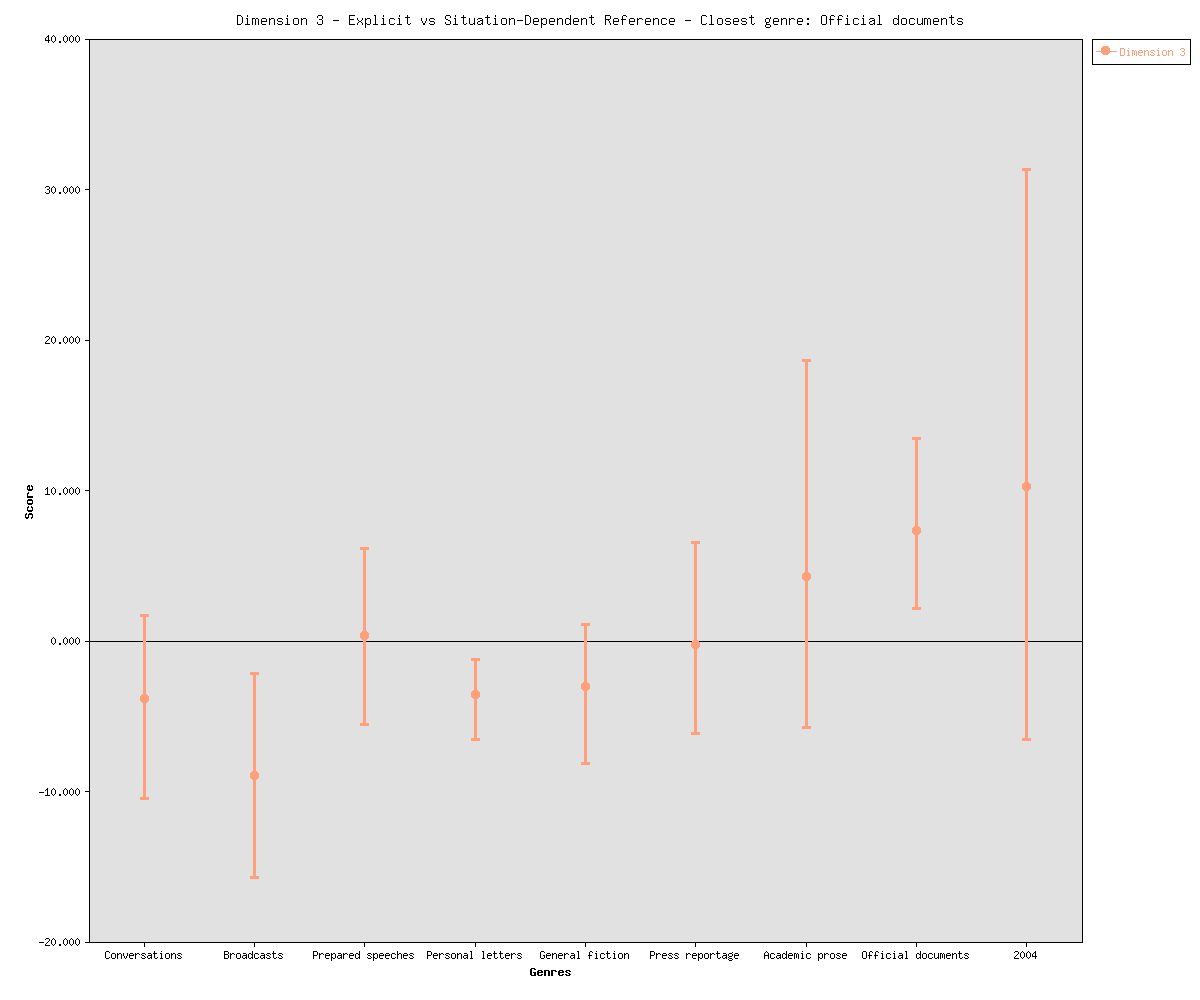 Dimension 3 - Explicit vs Situation-Dependent Reference - Closest genre: Official documents
Dimension 3
40.000
30.000
20.000
10.000
0.000
-10.000
-20.000
Score
Conversations Broadcasts Prepared speeches Personal letters General fiction Press reportage Academic prose Official documents 2004
Genres